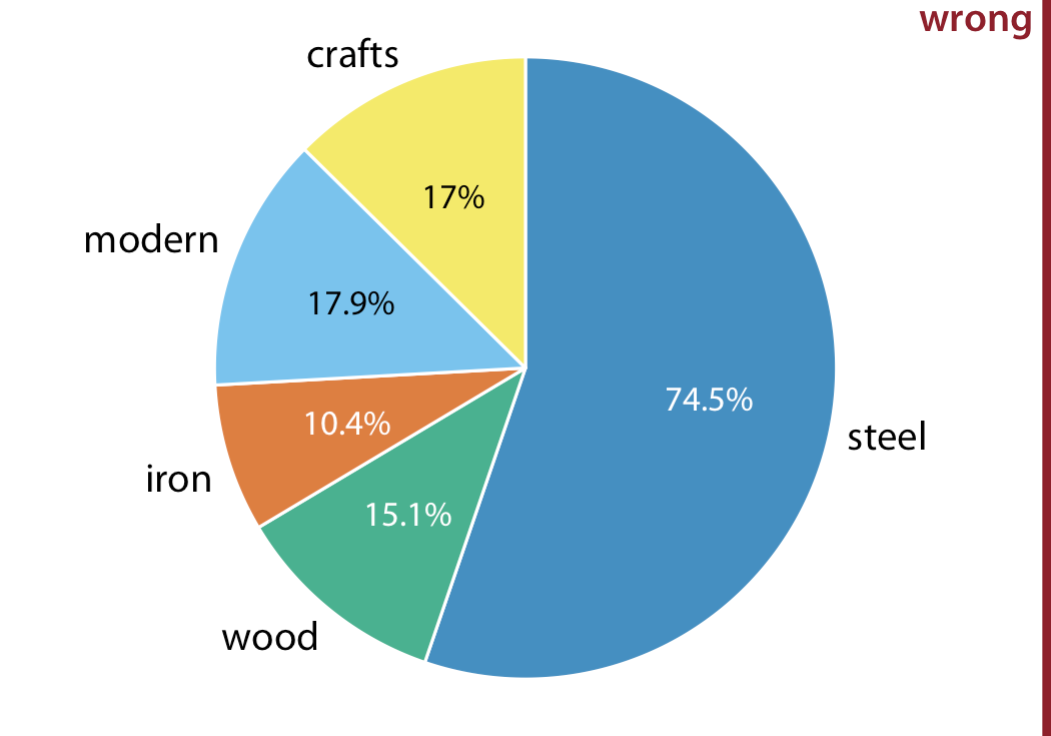 wrong
crafts
17%
modern
17.9%
74.5%
10.4%
steel
iron
15.1%
wood